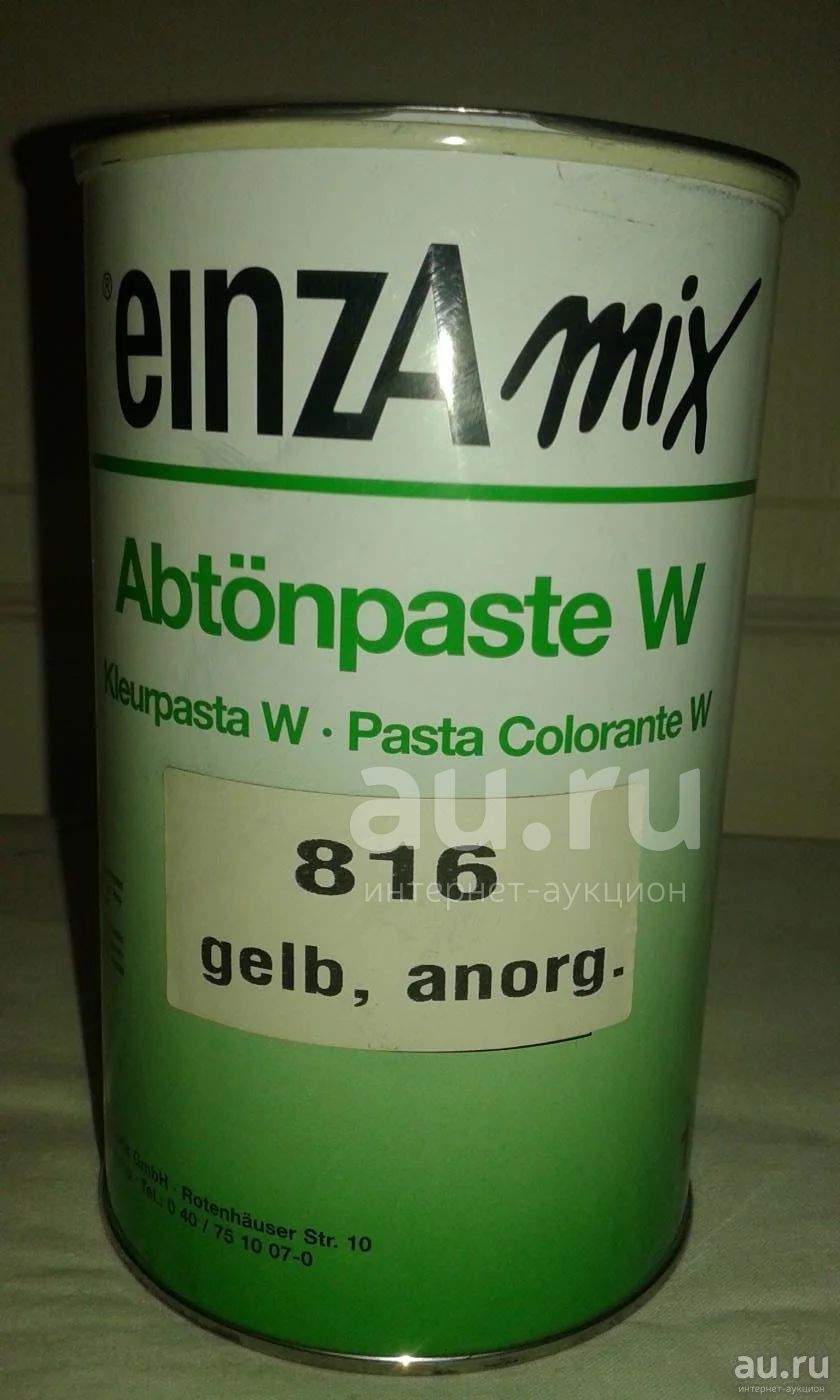 ® einzA mix
Abtönpaste W
Kleurpasta W · Pasta Colorante W
au.ru
интернет-аукцион
816
gelb, anorg.
GmbH · Rotenhäuser Str. 10
Tel.: 0 40 / 75 10 07-0
au.ru
интернет-аукцион